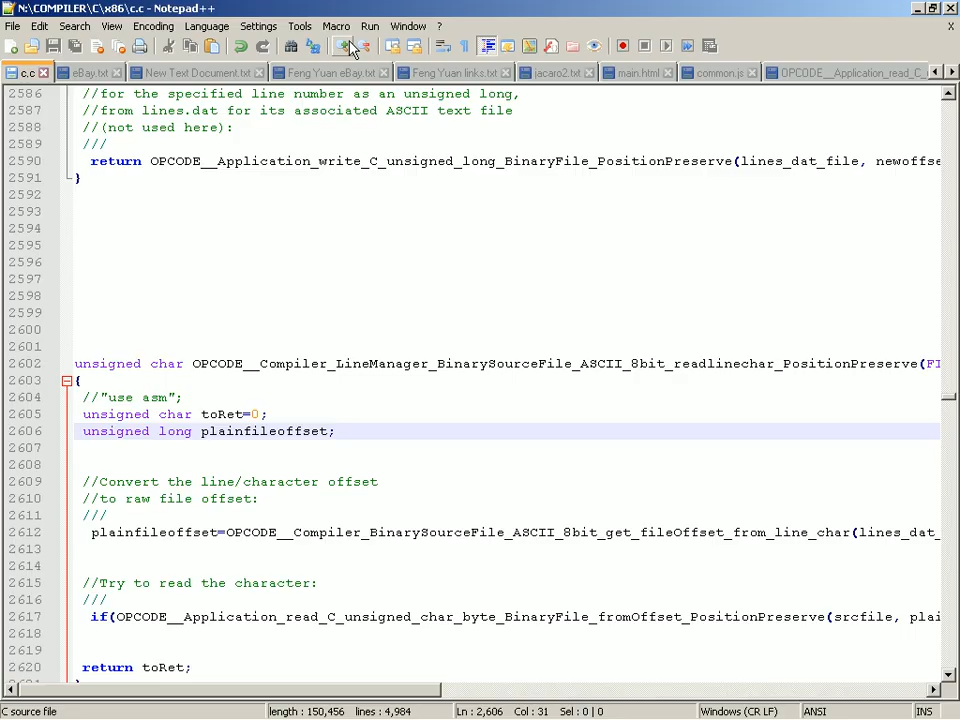 N:\COMPILER\C\x86\c.c - Notepad++
File Edit Search View Encoding Language Settings Tools Macro Run Window ? X
c.c eBay.txt New Text Document.txt Feng Yuan eBay.txt Feng Yuan links.txt jacaro2.txt main.html common.js OPCODE__Application_read_C_
2586 //for the specified line number as an unsigned long,
2587 //from lines.dat for its associated ASCII text file
2588 //(not used here):
2589 ///
2590 return OPCODE__Application_write_C_unsigned_long_BinaryFile_PositionPreserve(lines_dat_file, newoffse
2591 }
2592
2593
2594
2595
2596
2597
2598
2599
2600
2601
2602 unsigned char OPCODE__Compiler_LineManager_BinarySourceFile_ASCII_8bit_readlinechar_PositionPreserve(FI
2603 {
2604 //"use asm";
2605 unsigned char toRet=0;
2606 unsigned long plainfileoffset;
2607
2608
2609 //Convert the line/character offset
2610 //to raw file offset:
2611 ///
2612 plainfileoffset=OPCODE__Compiler_BinarySourceFile_ASCII_8bit_get_fileOffset_from_line_char(lines_dat_
2613
2614
2615 //Try to read the character:
2616 ///
2617 if(OPCODE__Application_read_C_unsigned_char_byte_BinaryFile_fromOffset_PositionPreserve(srcfile, plai
2618
2619
2620 return toRet;
C source file length : 150,456 lines : 4,984 Ln : 2,606 Col : 31 Sel : 0 | 0 Windows (CR LF) ANSI INS